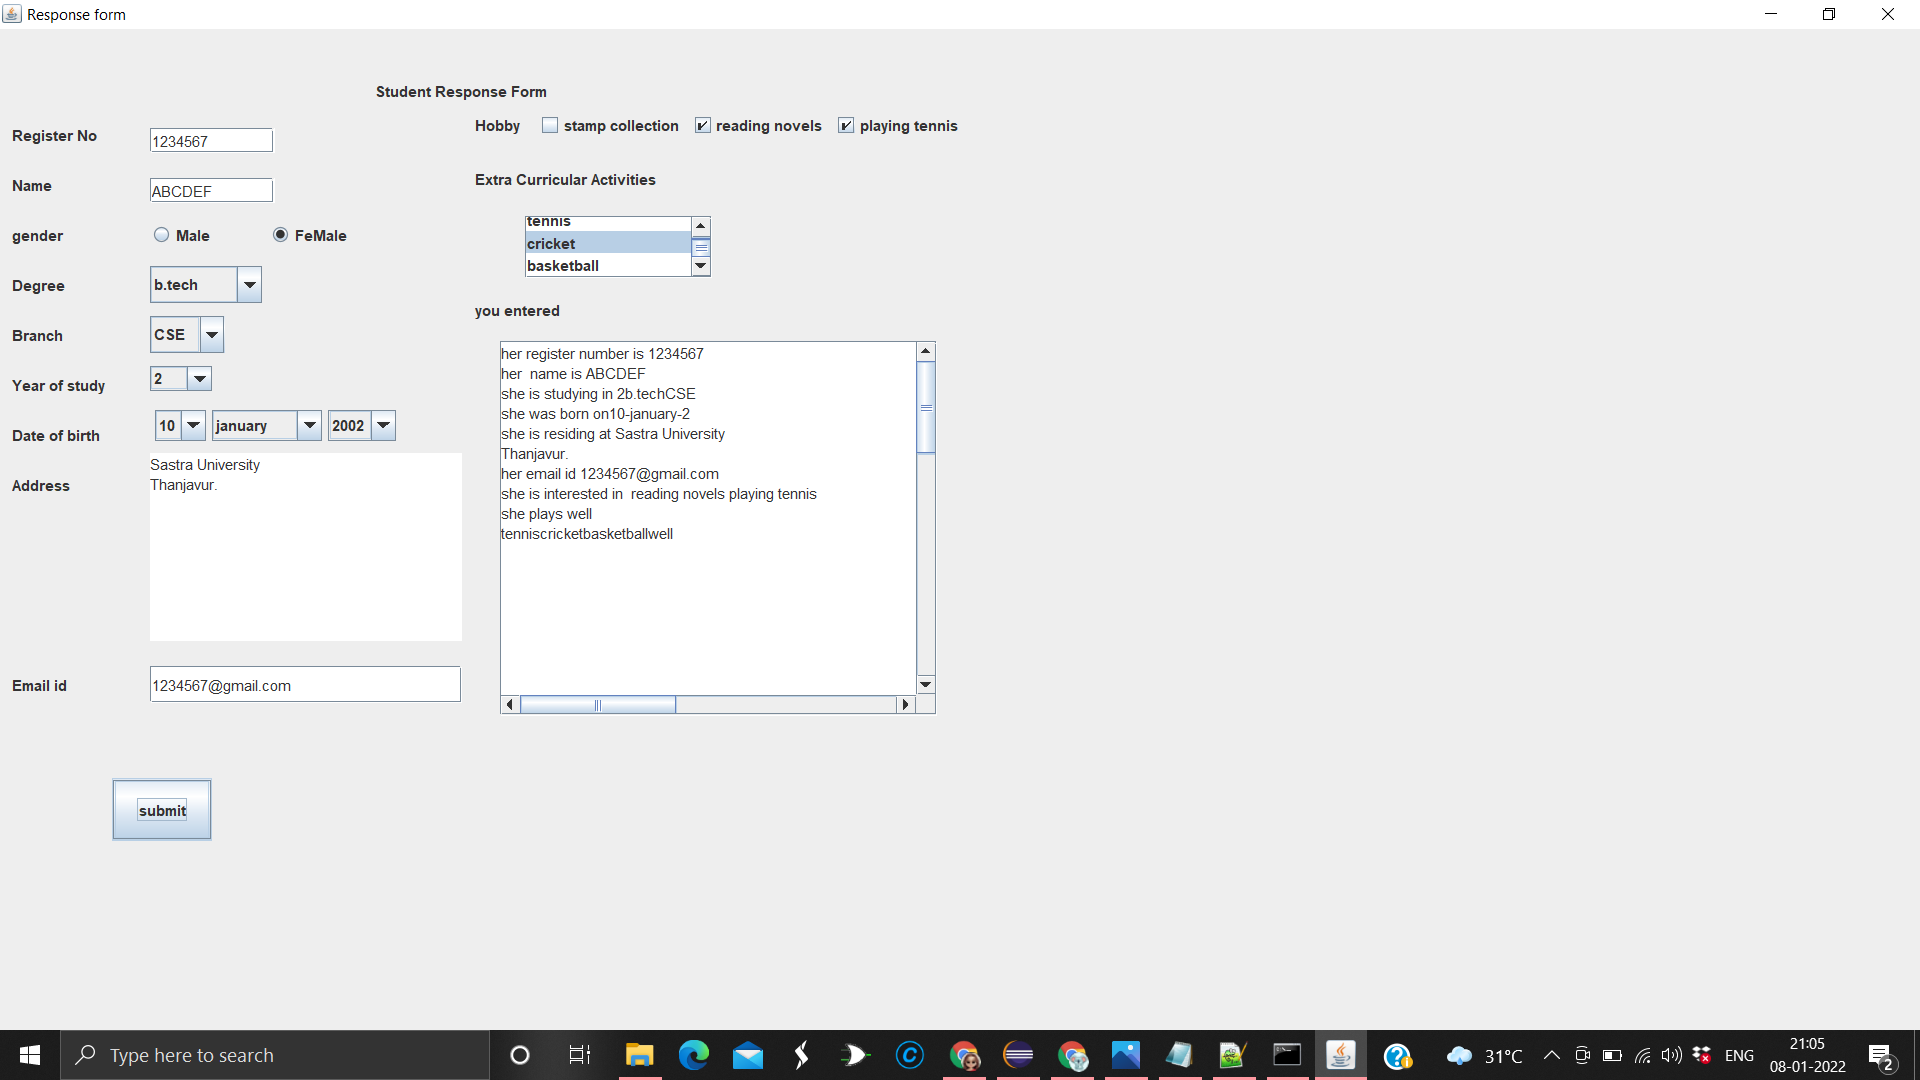 Response form
Student Response Form
Register No 1234567
Name ABCDEF
gender Male FeMale
Degree b.tech
Branch CSE
Year of study 2
Date of birth 10 january 2002
Address Sastra University
Thanjavur.
Email id 1234567@gmail.com
submit
Hobby stamp collection reading novels playing tennis
Extra Curricular Activities
tennis
cricket
basketball
you entered
her register number is 1234567
her  name is ABCDEF
she is studying in 2b.techCSE
she was born on10-january-2
she is residing at Sastra University
Thanjavur.
her email id 1234567@gmail.com
she is interested in  reading novels playing tennis
she plays well
tenniscricketbasketballwell
Type here to search
31°C
ENG
21:05
08-01-2022
2